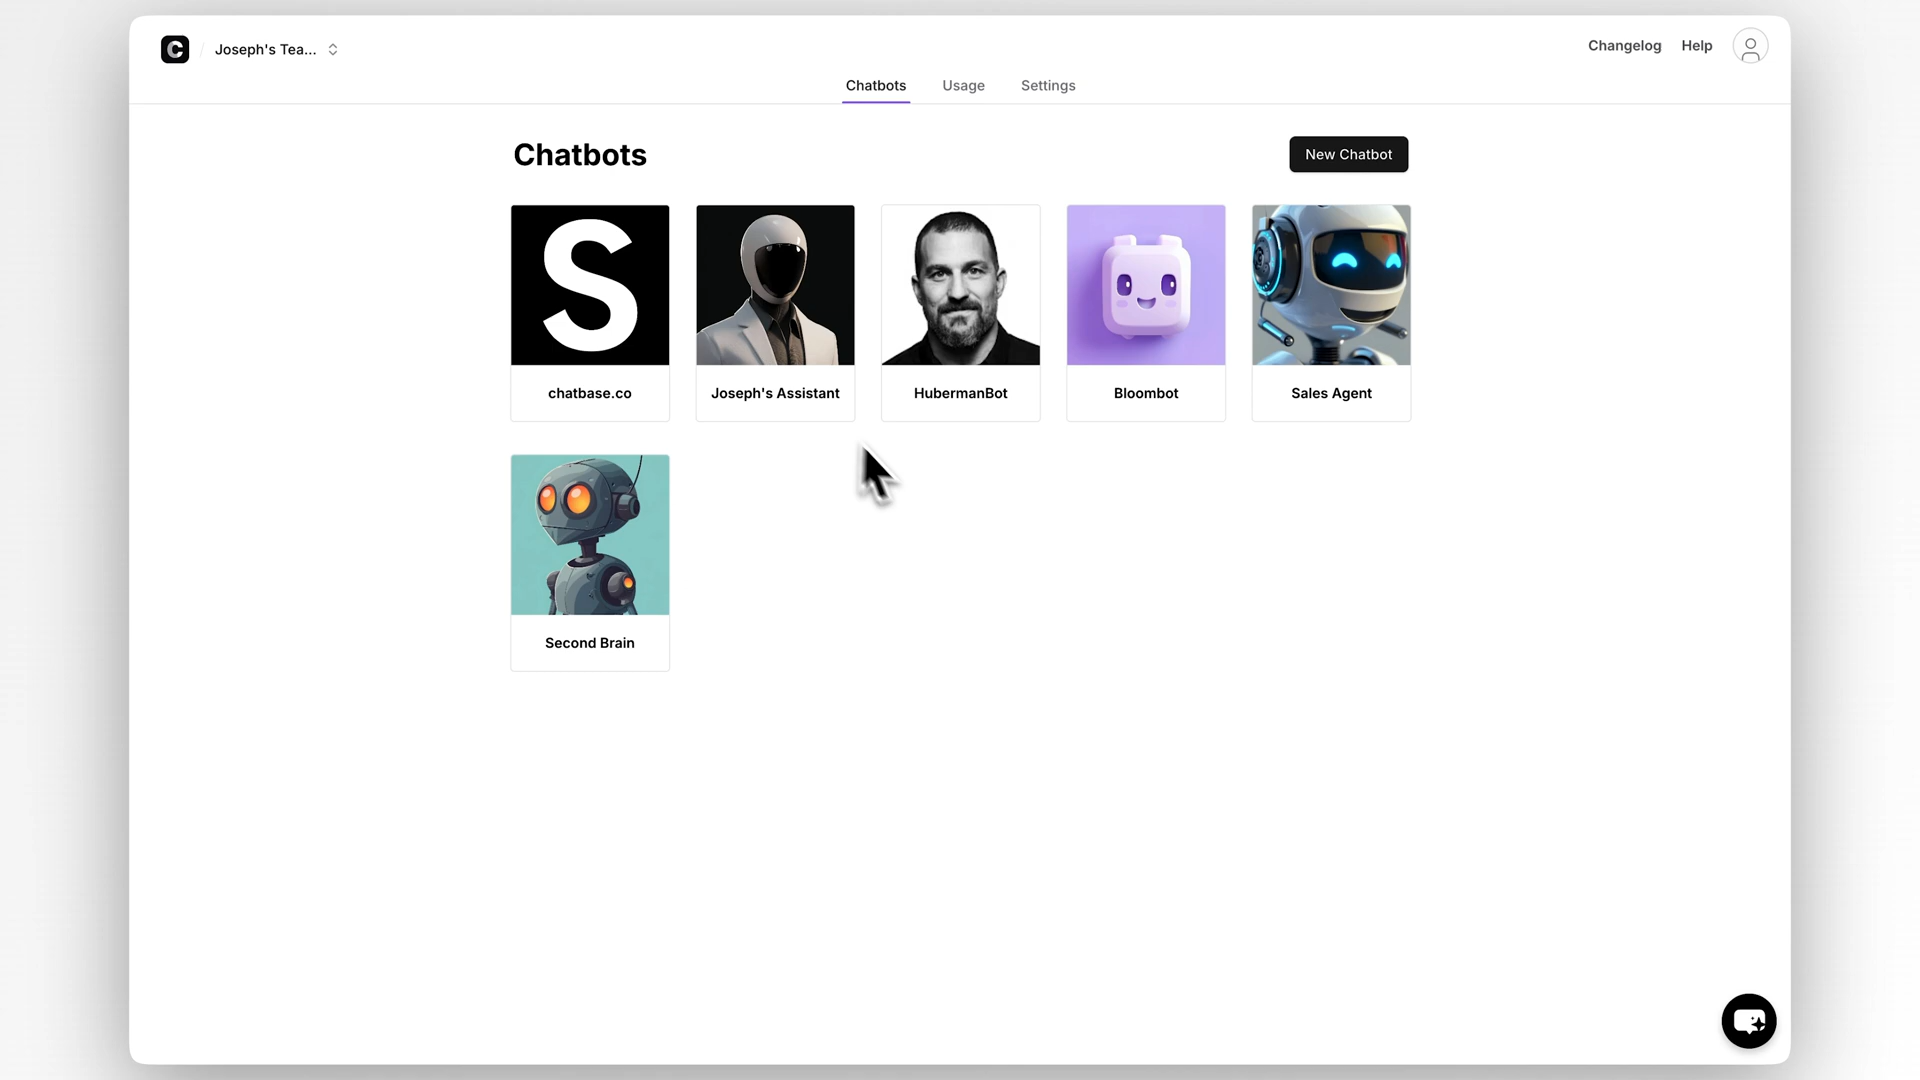 C
Joseph's Tea...
Changelog
Help
Chatbots
Usage
Settings
Chatbots
New Chatbot
S
chatbase.co
Joseph's Assistant
HubermanBot
Bloombot
Sales Agent
Second Brain